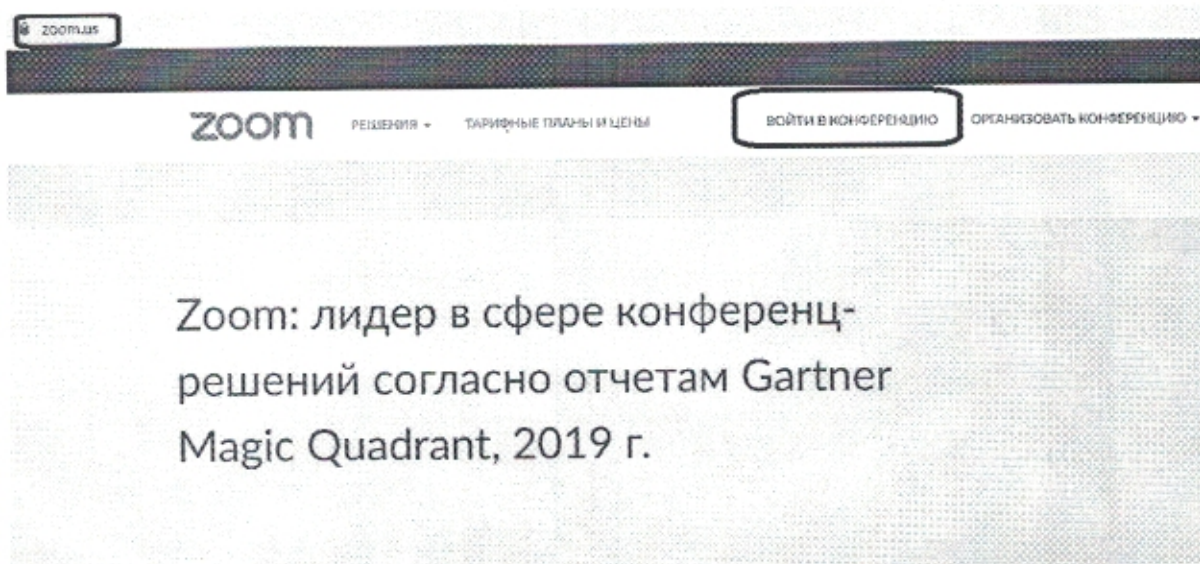 zoom.us
zoom РЕШЕНИЯ ТАРИФНЫЕ ПЛАНЫ И ЦЕНЫ ВОЙТИ В КОНФЕРЕНЦИЮ ОРГАНИЗОВАТЬ КОНФЕРЕНЦИЮ
Zoom: лидер в сфере конференц-
решений согласно отчетам Gartner
Magic Quadrant, 2019 г.